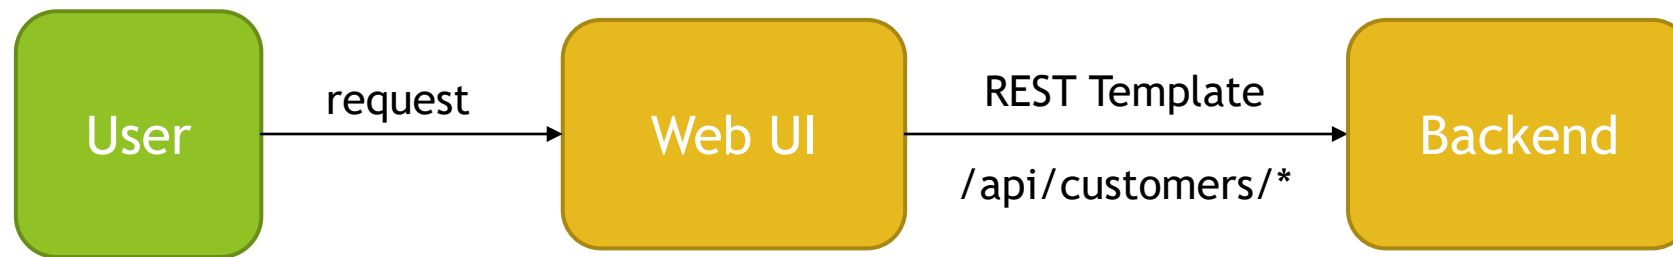 User
request
Web UI
REST Template
/api/customers/*
Backend